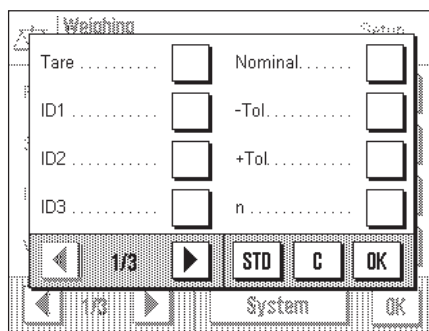 Weighing Setup
Tare .......... Nominal.......
ID1 ........... -Tol...........
ID2 ........... +Tol...........
ID3 ........... n ..............
1/3 STD C OK
1/3 System OK